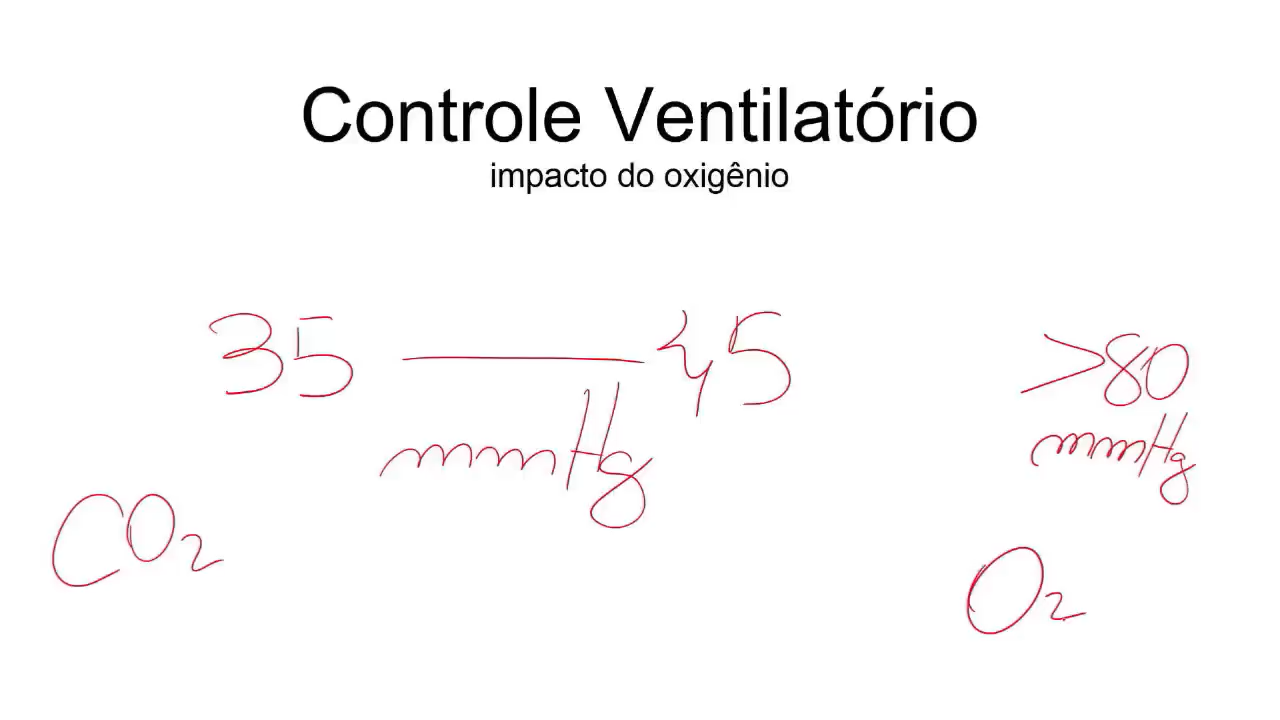 Controle Ventilatório
impacto do oxigênio
35 — 45
mmHg
>80
mmHg
CO₂
O₂